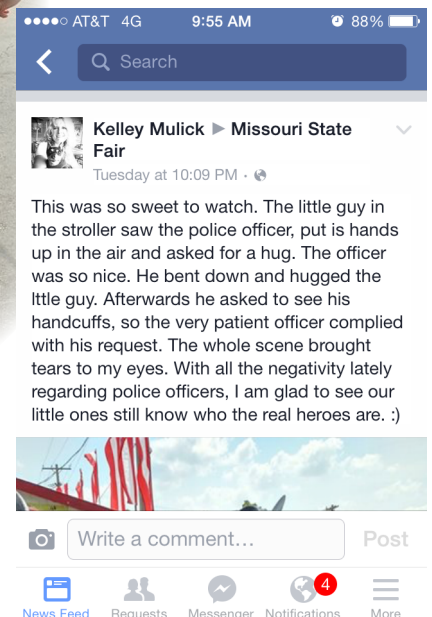 AT&T 4G 9:55 AM 88%
Search
Kelley Mulick ▶ Missouri State
Fair
Tuesday at 10:09 PM ·
This was so sweet to watch. The little guy in
the stroller saw the police officer, put is hands
up in the air and asked for a hug. The officer
was so nice. He bent down and hugged the
lttle guy. Afterwards he asked to see his
handcuffs, so the very patient officer complied
with his request. The whole scene brought
tears to my eyes. With all the negativity lately
regarding police officers, I am glad to see our
little ones still know who the real heroes are. :)
Write a comment... Post
4
News Feed Requests Messenger Notifications More